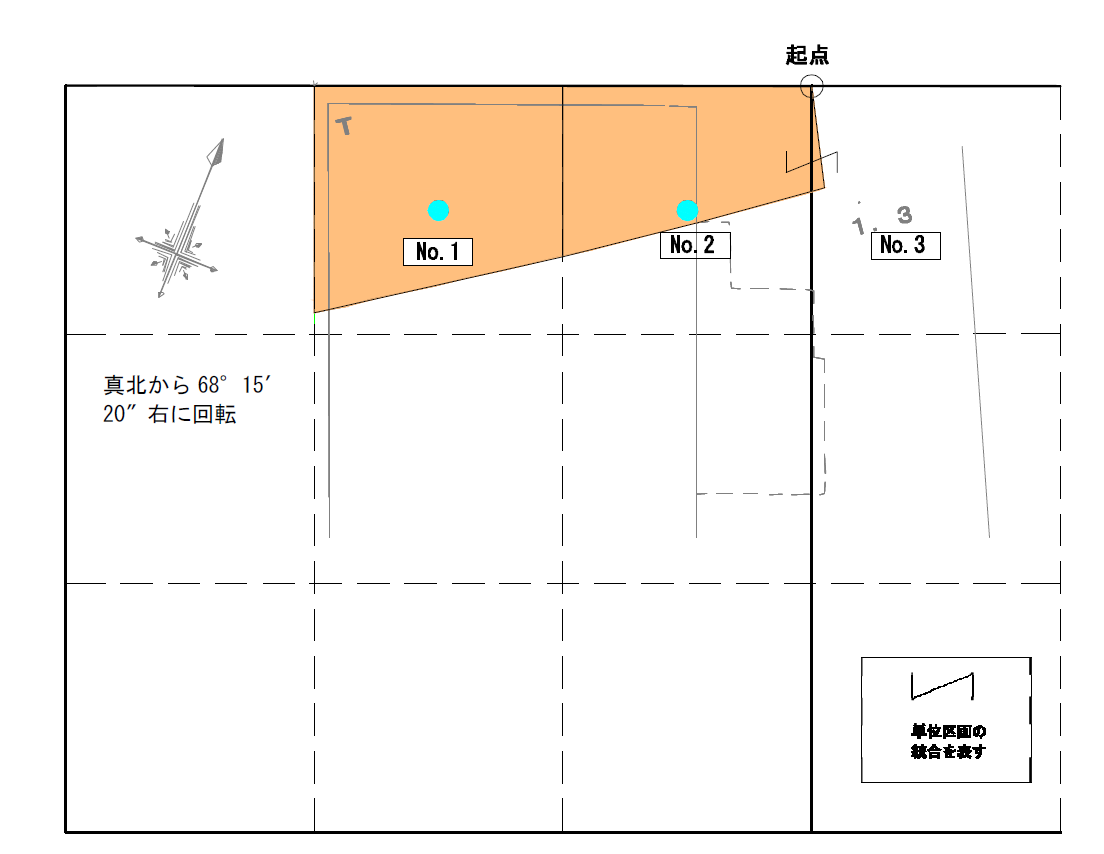 起点
T
1. 3
No. 1
No. 2
No. 3
真北から 68° 15′
20″ 右に回転
単位区画の
統合を表す